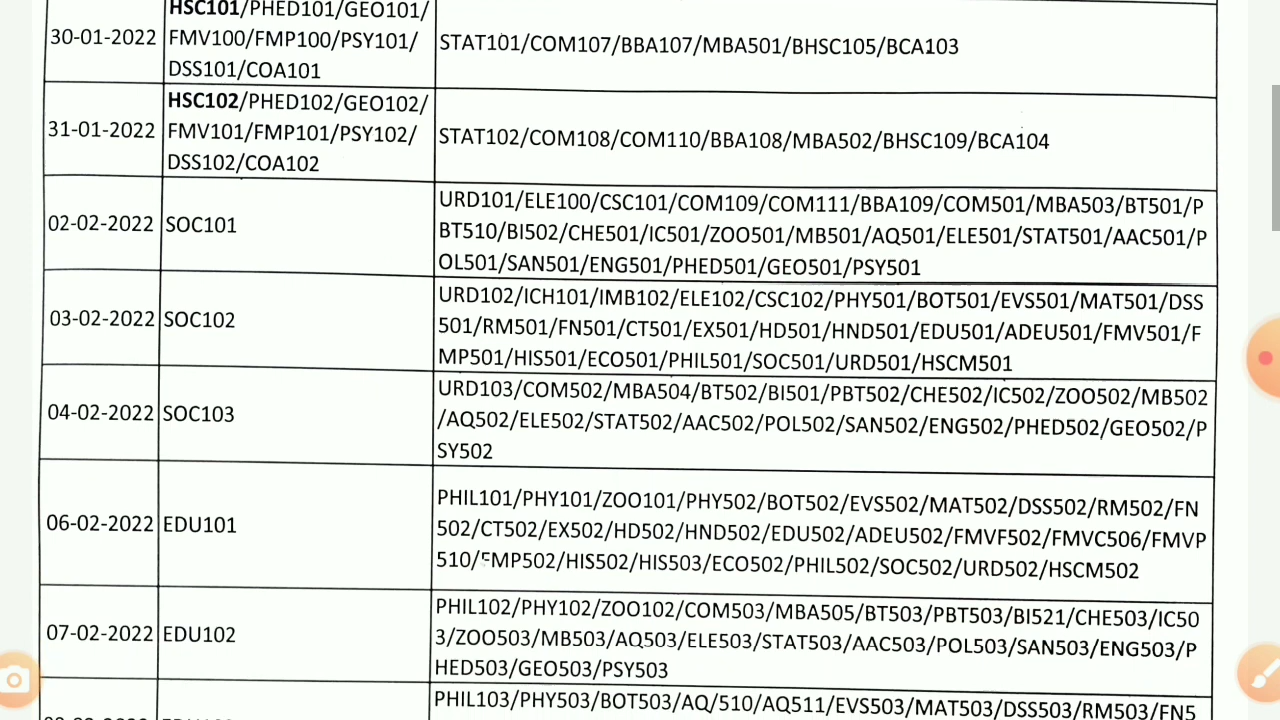 HSC101/PHED101/GEO101/
30-01-2022 FMV100/FMP100/PSY101/ STAT101/COM107/BBA107/MBA501/BHSC105/BCA103
DSS101/COA101
HSC102/PHED102/GEO102/
31-01-2022 FMV101/FMP101/PSY102/ STAT102/COM108/COM110/BBA108/MBA502/BHSC109/BCA104
DSS102/COA102
URD101/ELE100/CSC101/COM109/COM111/BBA109/COM501/MBA503/BT501/P
02-02-2022 SOC101 BT510/BI502/CHE501/IC501/ZOO501/MB501/AQ501/ELE501/STAT501/AAC501/P
OL501/SAN501/ENG501/PHED501/GEO501/PSY501
URD102/ICH101/IMB102/ELE102/CSC102/PHY501/BOT501/EVS501/MAT501/DSS
03-02-2022 SOC102 501/RM501/FN501/CT501/EX501/HD501/HND501/EDU501/ADEU501/FMV501/F
MP501/HIS501/ECO501/PHIL501/SOC501/URD501/HSCM501
URD103/COM502/MBA504/BT502/BI501/PBT502/CHE502/IC502/ZOO502/MB502
04-02-2022 SOC103 /AQ502/ELE502/STAT502/AAC502/POL502/SAN502/ENG502/PHED502/GEO502/P
SY502
PHIL101/PHY101/ZOO101/PHY502/BOT502/EVS502/MAT502/DSS502/RM502/FN
06-02-2022 EDU101 502/CT502/EX502/HD502/HND502/EDU502/ADEU502/FMVF502/FMVC506/FMVP
510/FMP502/HIS502/HIS503/ECO502/PHIL502/SOC502/URD502/HSCM502
PHIL102/PHY102/ZOO102/COM503/MBA505/BT503/PBT503/BI521/CHE503/IC50
07-02-2022 EDU102 3/ZOO503/MB503/AQ503/ELE503/STAT503/AAC503/POL503/SAN503/ENG503/P
HED503/GEO503/PSY503
PHIL103/PHY503/BOT503/AQ/510/AQ511/EVS503/MAT503/DSS503/RM503/FN5